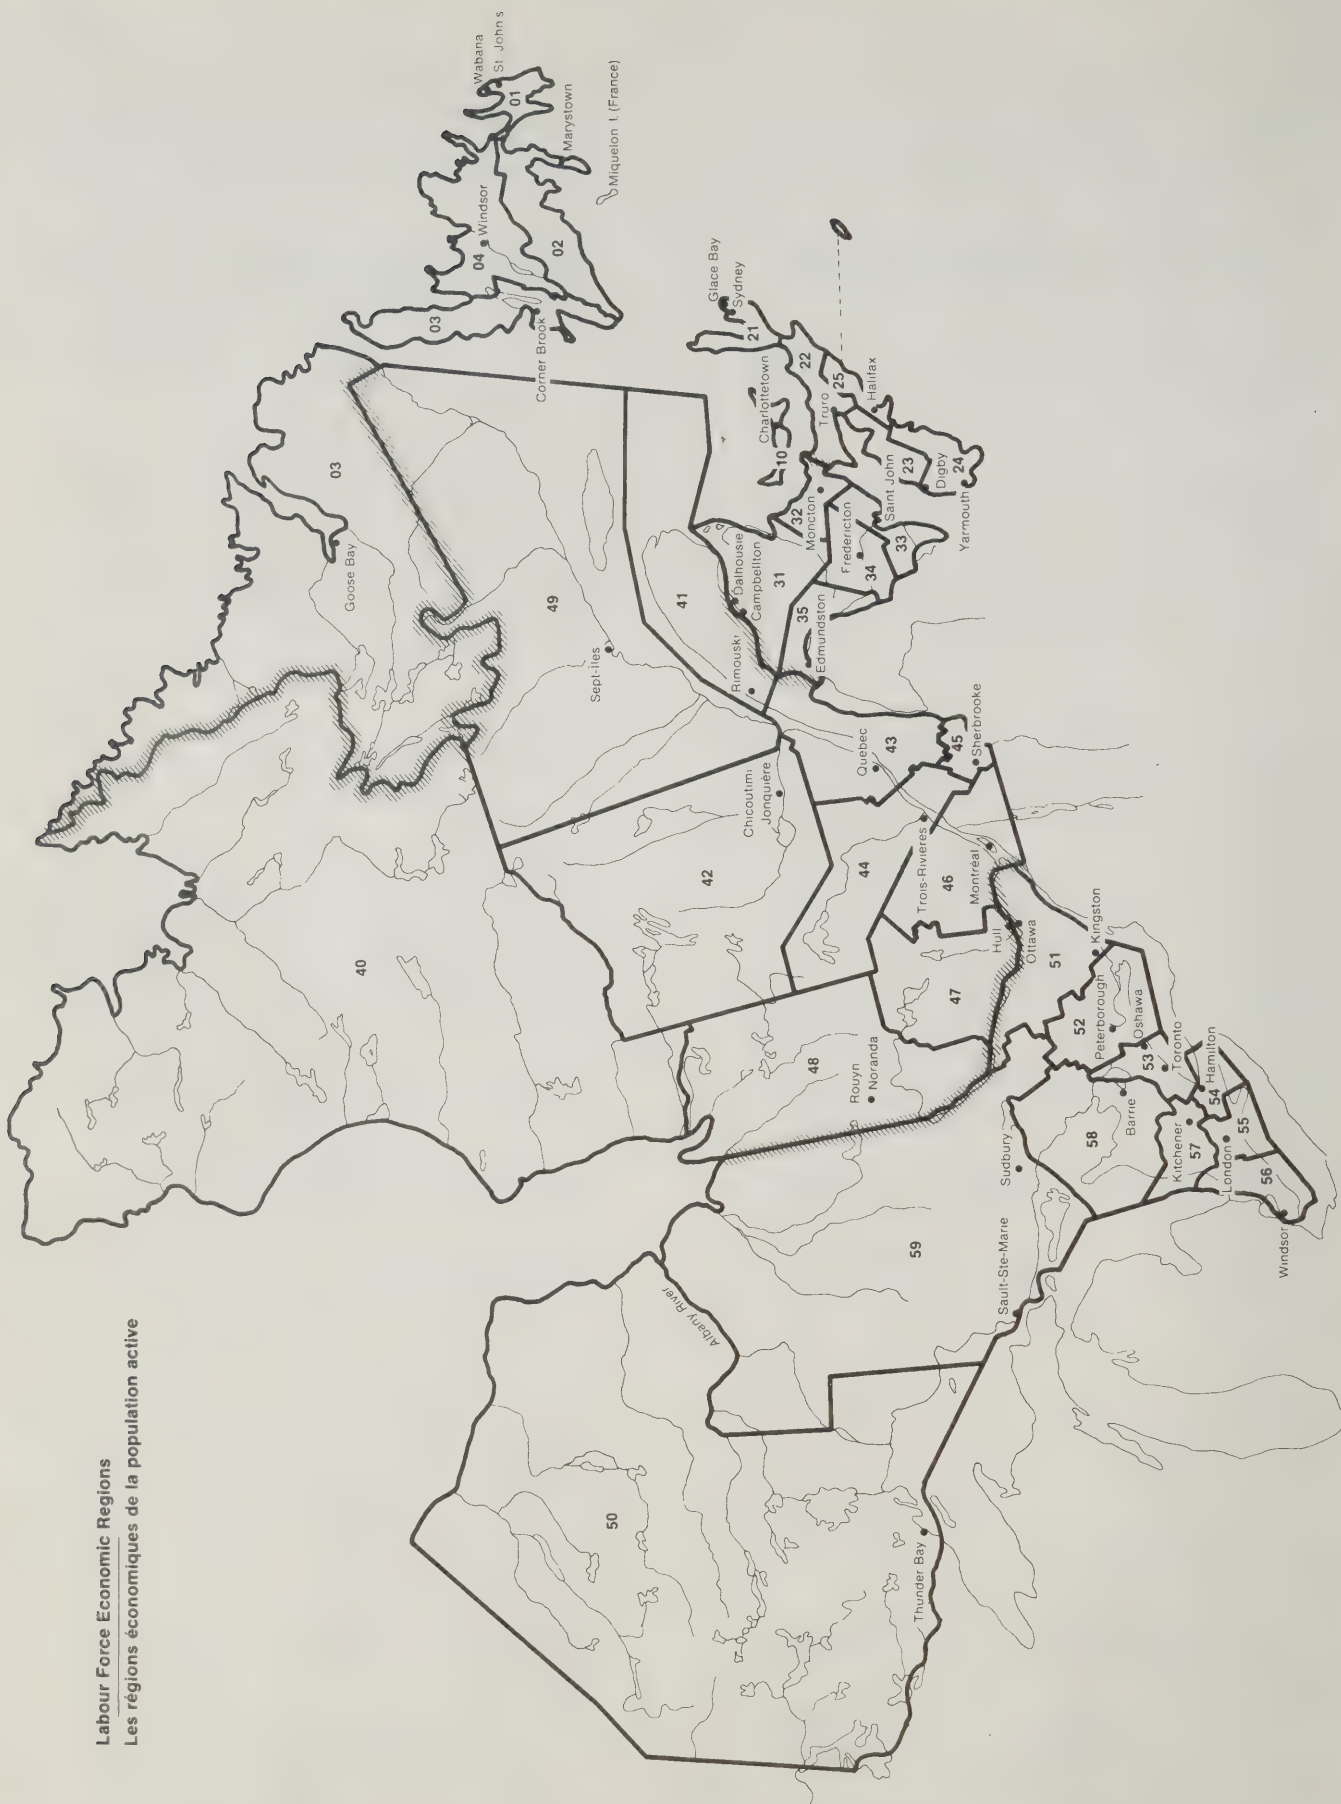 Labour Force Economic Regions
Les régions économiques de la population active
Wabana
St. John's
01
Marystown
Miquelon I. (France)
Windsor
04
02
03
Corner Brook
03
Goose Bay
40
49
Sept-Iles
41
42
Chicoutimi
Jonquière
Rimouski
Dalhousie
Campbellton
31
35
Edmundston
34
Fredericton
33
Saint John
32
Moncton
10
Charlottetown
Glace Bay
Sydney
21
22
25
Truro
Halifax
23
Digby
24
Yarmouth
Quebec
43
45
Sherbrooke
44
Trois-Rivières
46
Montréal
Hull
Ottawa
47
48
Rouyn
Noranda
51
Kingston
52
Peterborough
Oshawa
53
Toronto
Hamilton
54
55
Barrie
58
Kitchener
57
London
56
Windsor
Sudbury
59
Sault-Ste-Marie
Albany River
50
Thunder Bay